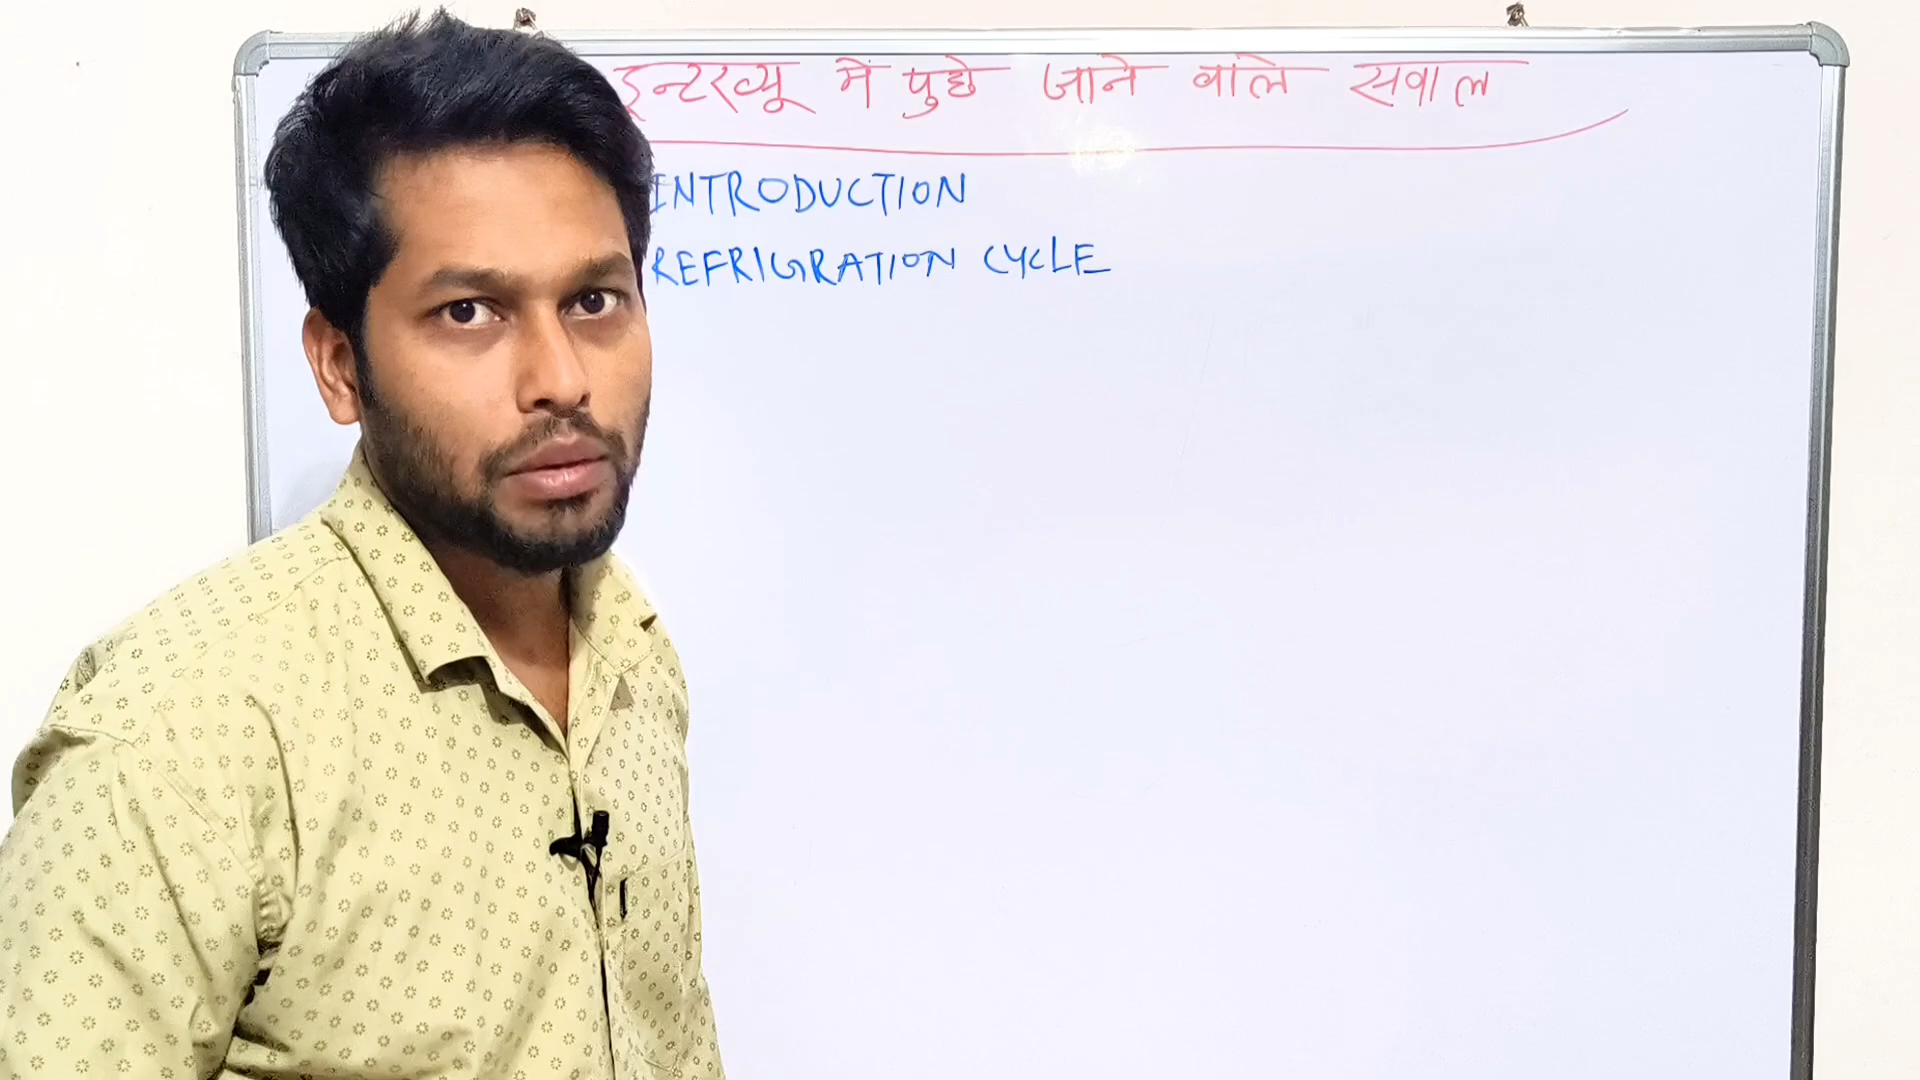 इन्टरव्यू में पुछे जाने वाले सवाल
INTRODUCTION
REFRIGRATION CYCLE